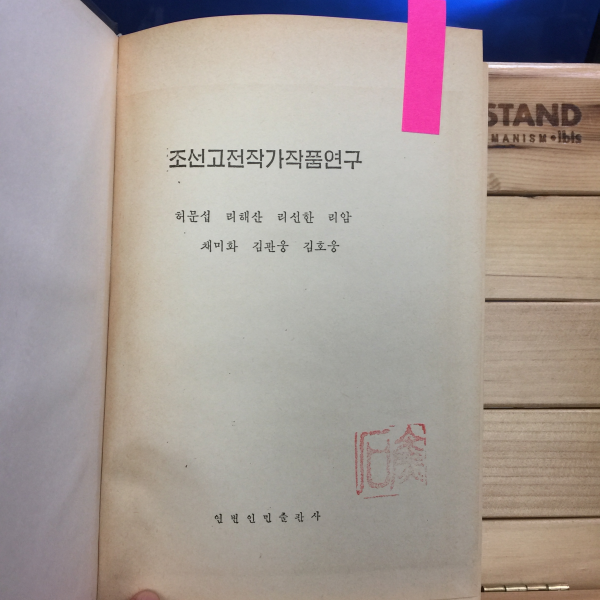 조선고전작가작품연구
허문섭 리해산 리선한 리암
채미화 김관웅 김호웅
연변인민출판사
STAND
MANISM•ibis